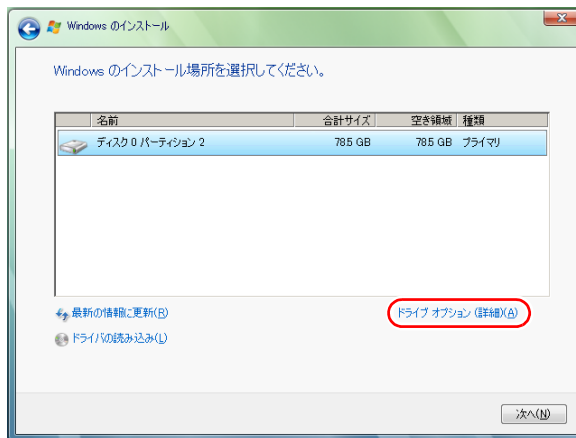 Windows のインストール
Windows のインストール場所を選択してください。
名前 合計サイズ 空き領域 種類
ディスク 0 パーティション 2 78.5 GB 78.5 GB プライマリ
最新の情報に更新(R) ドライブ オプション (詳細)(A)
ドライバの読み込み(L)
次へ(N)